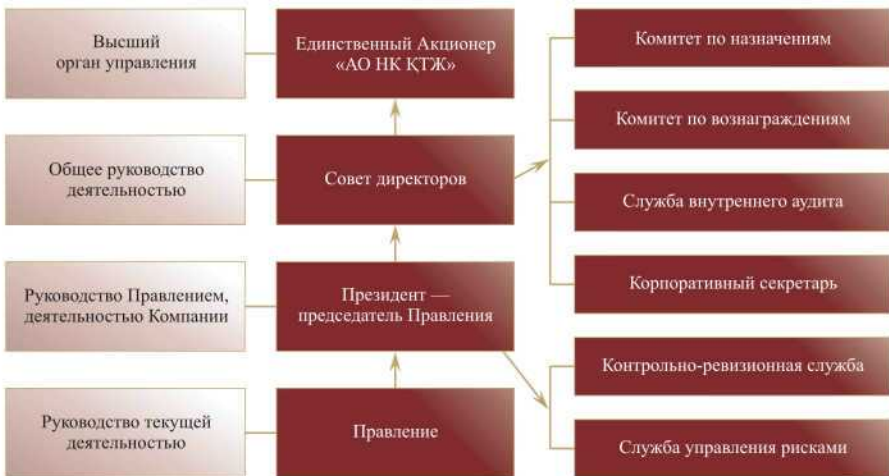 Высший
орган управления
Единственный Акционер
«АО НК ҚТЖ»
Комитет по назначениям
Комитет по вознаграждениям
Общее руководство
деятельностью
Совет директоров
Служба внутреннего аудита
Корпоративный секретарь
Руководство Правлением,
деятельностью Компании
Президент —
председатель Правления
Контрольно-ревизионная служба
Руководство текущей
деятельностью
Правление
Служба управления рисками